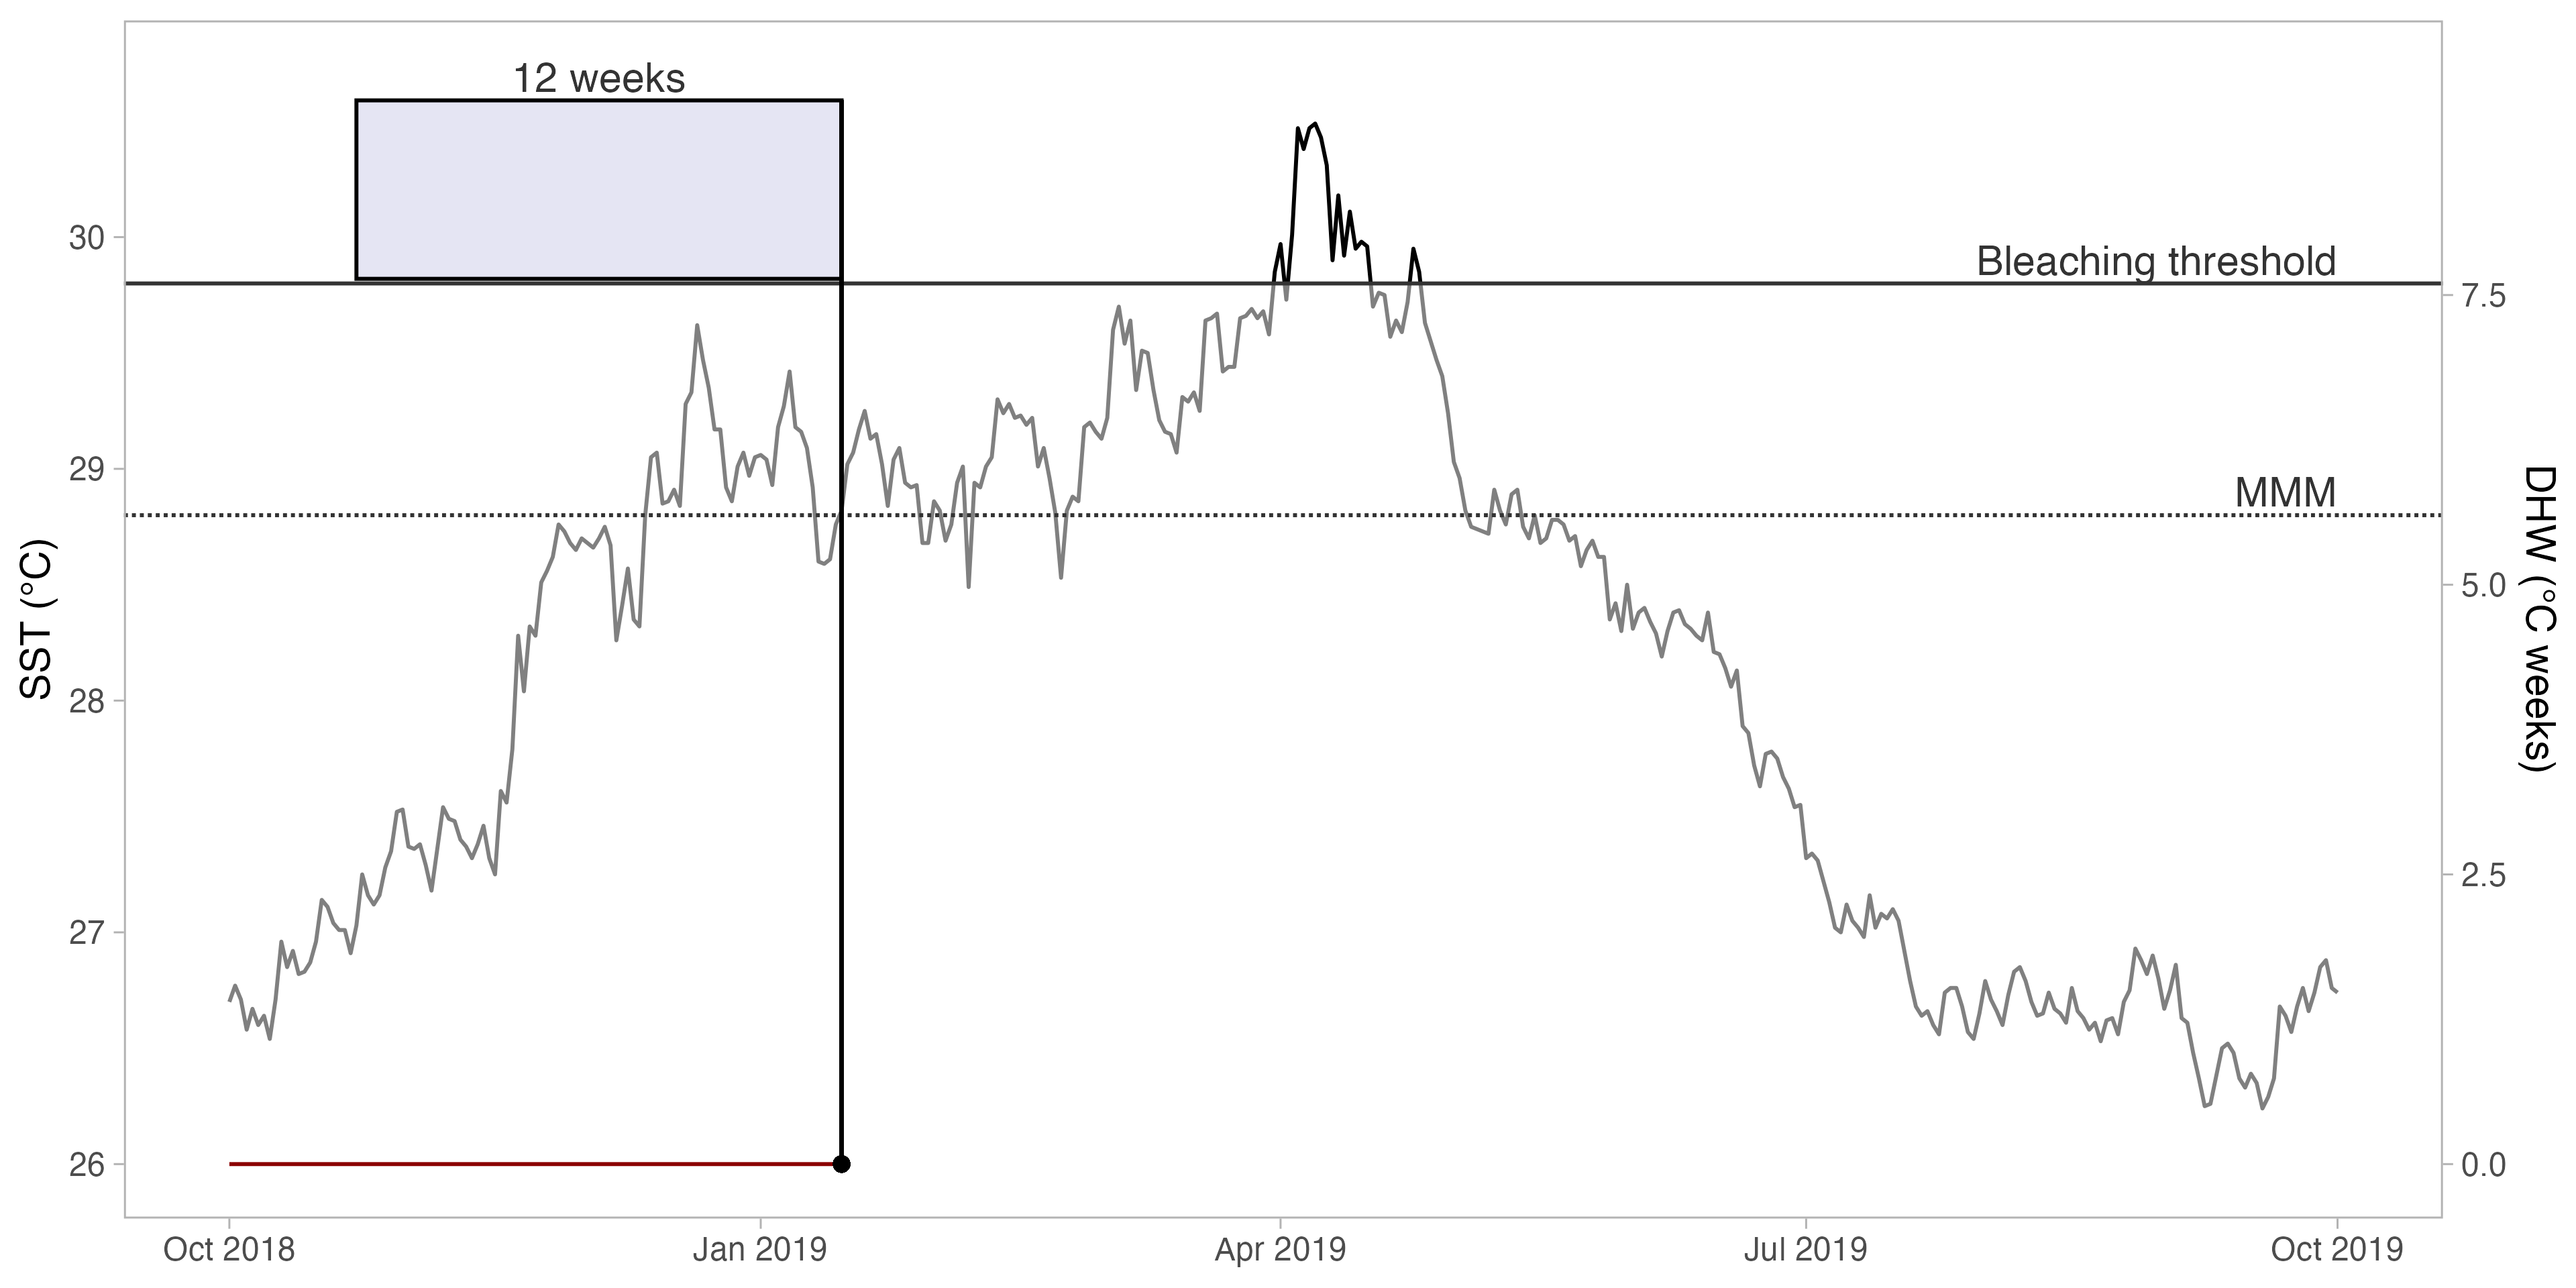 12 weeks
Bleaching threshold
MMM
SST (°C)
30
29
28
27
26
DHW (°C weeks)
7.5
5.0
2.5
0.0
Oct 2018
Jan 2019
Apr 2019
Jul 2019
Oct 2019